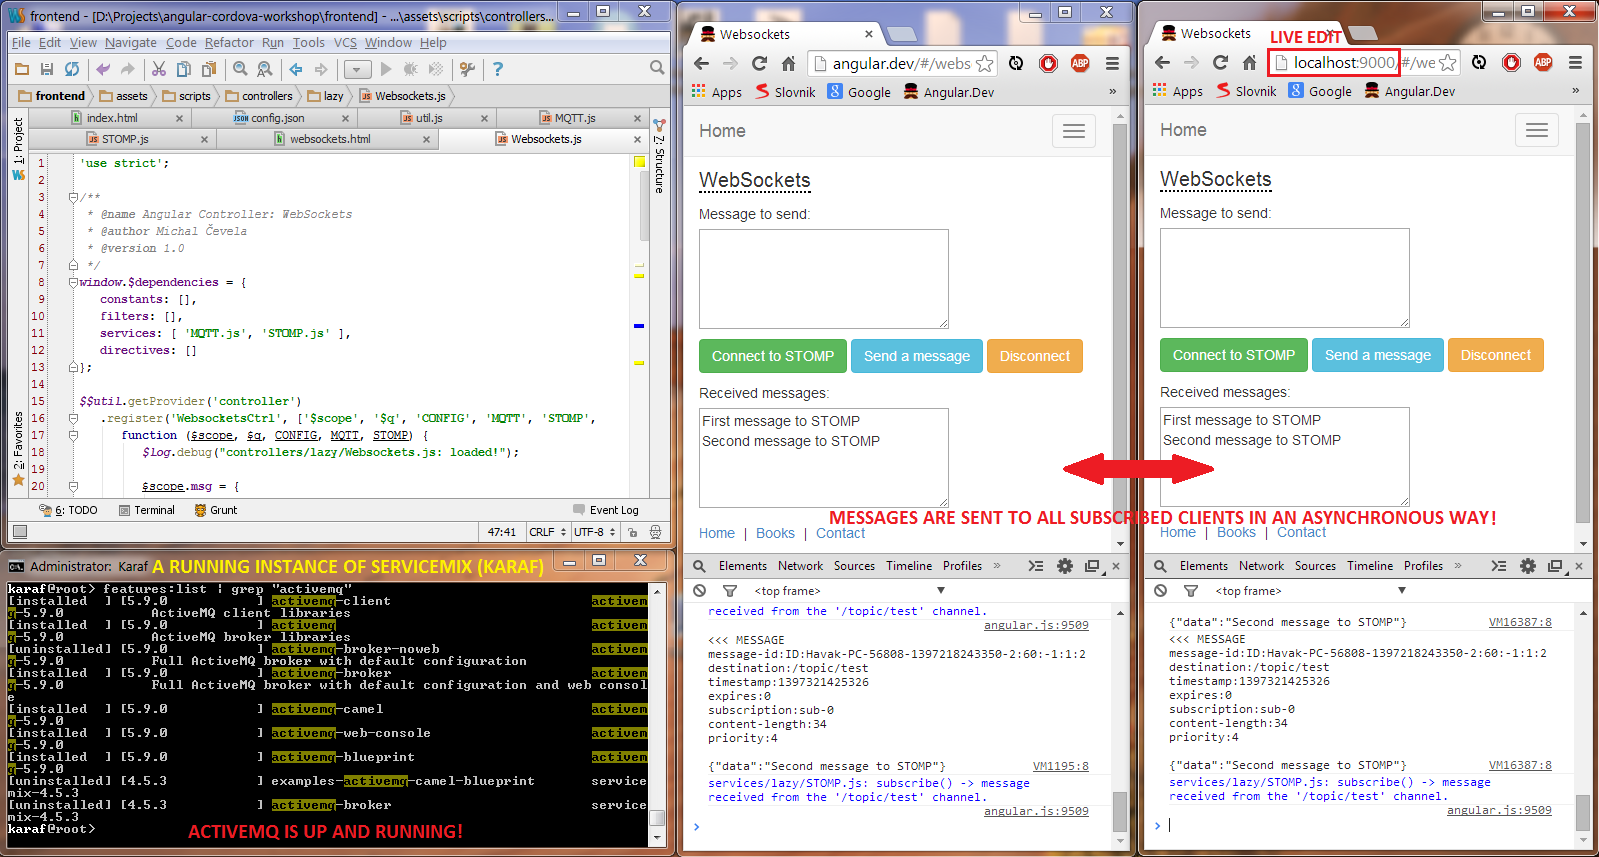 frontend - [D:\Projects\angular-cordova-workshop\frontend] - ...\assets\scripts\controllers...
File Edit View Navigate Code Refactor Run Tools VCS Window Help
frontend assets scripts controllers lazy Websockets.js
index.html config.json util.js MQTT.js
STOMP.js websockets.html Websockets.js
1: Project
2: Favorites
7: Structure
1 'use strict';
2
3 /**
4 * @name Angular Controller: WebSockets
5 * @author Michal Čevela
6 * @version 1.0
7 */
8 window.$dependencies = {
9 constants: [],
10 filters: [],
11 services: [ 'MQTT.js', 'STOMP.js' ],
12 directives: []
13 };
14
15 $$util.getProvider('controller')
16 .register('WebsocketsCtrl', ['$scope', '$q', 'CONFIG', 'MQTT', 'STOMP',
17 function ($scope, $q, CONFIG, MQTT, STOMP) {
18 $log.debug("controllers/lazy/Websockets.js: loaded!");
19
20 $scope.msg = {
6: TODO Terminal Grunt Event Log
47:41 CRLF UTF-8
Administrator: Karaf
A RUNNING INSTANCE OF SERVICEMIX (KARAF)
karaf@root> features:list | grep "activemq"
[installed ] [5.9.0 ] activemq-client activem
q-5.9.0 ActiveMQ client libraries
[installed ] [5.9.0 ] activemq activem
q-5.9.0 ActiveMQ broker libraries
[uninstalled] [5.9.0 ] activemq-broker-noweb activem
q-5.9.0 Full ActiveMQ broker with default configuration
[installed ] [5.9.0 ] activemq-broker activem
q-5.9.0 Full ActiveMQ broker with default configuration and web consol
e
[installed ] [5.9.0 ] activemq-camel activem
q-5.9.0
[installed ] [5.9.0 ] activemq-web-console activem
q-5.9.0
[installed ] [5.9.0 ] activemq-blueprint activem
q-5.9.0
[uninstalled] [4.5.3 ] examples-activemq-camel-blueprint service
mix-4.5.3
[uninstalled] [4.5.3 ] activemq-broker service
mix-4.5.3
karaf@root>
ACTIVEMQ IS UP AND RUNNING!
Websockets
angular.dev/#/webs
ABP
Apps Slovnik Google Angular.Dev »
Home
WebSockets
Message to send:
Connect to STOMP Send a message Disconnect
Received messages:
First message to STOMP
Second message to STOMP
MESSAGES ARE SENT TO ALL SUBSCRIBED CLIENTS IN AN ASYNCHRONOUS WAY!
Home | Books | Contact
Elements Network Sources Timeline Profiles »
<top frame>
received from the '/topic/test' channel.
angular.js:9509
<<< MESSAGE
message-id:ID:Havak-PC-56808-1397218243350-2:60:-1:1:2
destination:/topic/test
timestamp:1397321425326
expires:0
subscription:sub-0
content-length:34
priority:4
{"data":"Second message to STOMP"} VM1195:8
services/lazy/STOMP.js: subscribe() -> message
received from the '/topic/test' channel.
angular.js:9509
>
Websockets
LIVE EDIT
localhost:9000/#/we
ABP
Apps Slovnik Google Angular.Dev »
Home
WebSockets
Message to send:
Connect to STOMP Send a message Disconnect
Received messages:
First message to STOMP
Second message to STOMP
Home | Books | Contact
Elements Network Sources Timeline Profiles »
<top frame>
{"data":"Second message to STOMP"} VM16387:8
<<< MESSAGE
message-id:ID:Havak-PC-56808-1397218243350-2:60:-1:1:2
destination:/topic/test
timestamp:1397321425326
expires:0
subscription:sub-0
content-length:34
priority:4
{"data":"Second message to STOMP"} VM16387:8
services/lazy/STOMP.js: subscribe() -> message
received from the '/topic/test' channel.
angular.js:9509
>